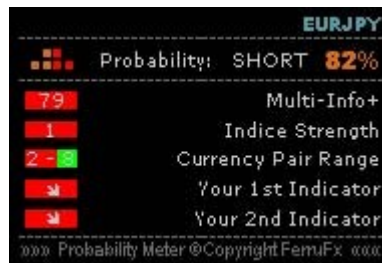 EURJPY
Probability: SHORT 82%
79 Multi-Info+
1 Indice Strength
2 - 8 Currency Pair Range
Your 1st Indicator
Your 2nd Indicator
»»» Probability Meter ©Copyright FerruFx «««